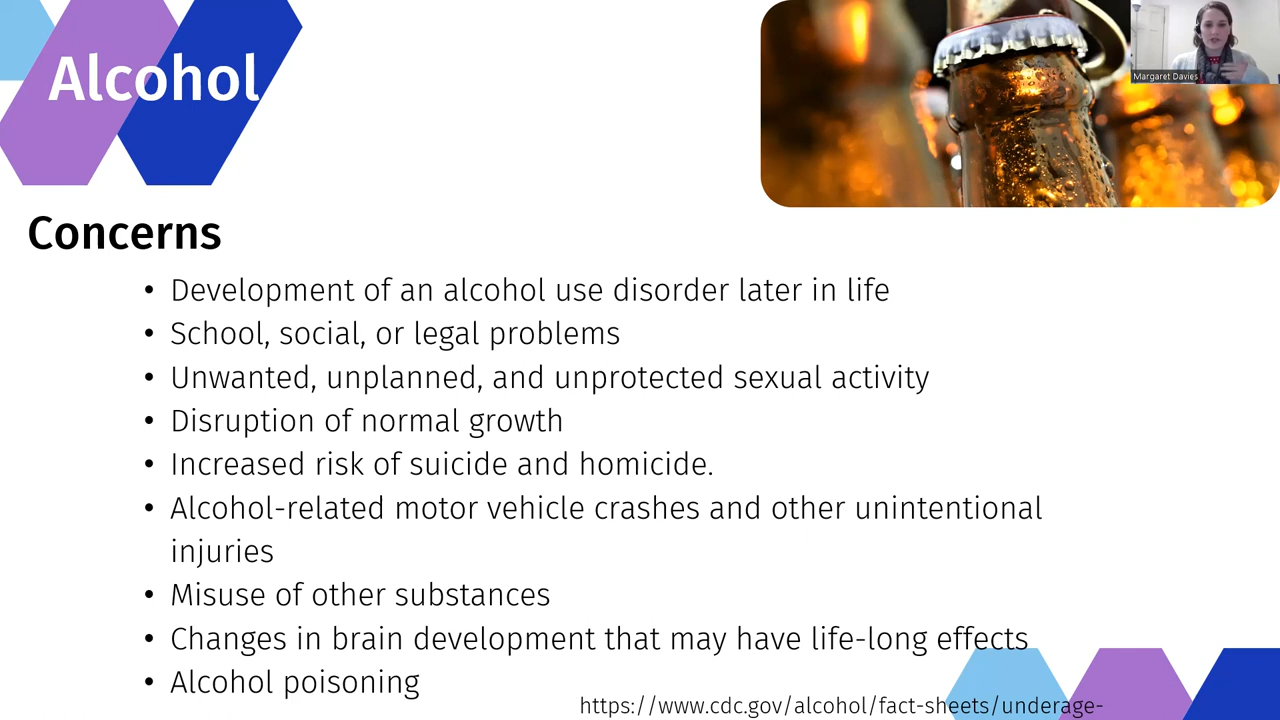 Alcohol
Margaret Davies
Concerns
• Development of an alcohol use disorder later in life
• School, social, or legal problems
• Unwanted, unplanned, and unprotected sexual activity
• Disruption of normal growth
• Increased risk of suicide and homicide.
• Alcohol-related motor vehicle crashes and other unintentional
injuries
• Misuse of other substances
• Changes in brain development that may have life-long effects
• Alcohol poisoning
https://www.cdc.gov/alcohol/fact-sheets/underage-